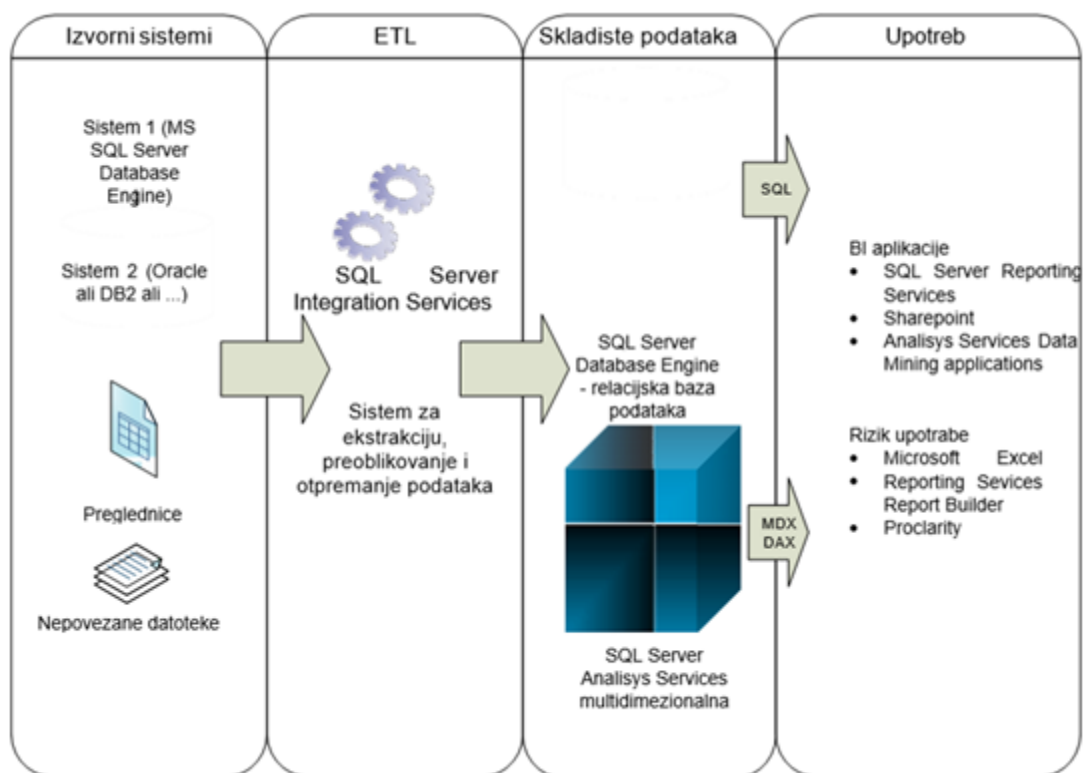 Izvorni sistemi
Sistem 1 (MS
SQL Server
Database
Engine)
Sistem 2 (Oracle
ali DB2 ali ...)
Preglednice
Nepovezane datoteke
ETL
SQL Server
Integration Services
Sistem za
ekstrakciju,
preoblikovanje i
otpremanje podataka
Skladiste podataka
SQL Server
Database Engine
- relacijska baza
podataka
SQL Server
Analisys Services
multidimezionalna
Upotreb
SQL
BI aplikacije
• SQL Server Reporting
Services
• Sharepoint
• Analisys Services Data
Mining applications
Rizik upotrabe
• Microsoft Excel
• Reporting Sevices
Report Builder
• Proclarity
MDX
DAX